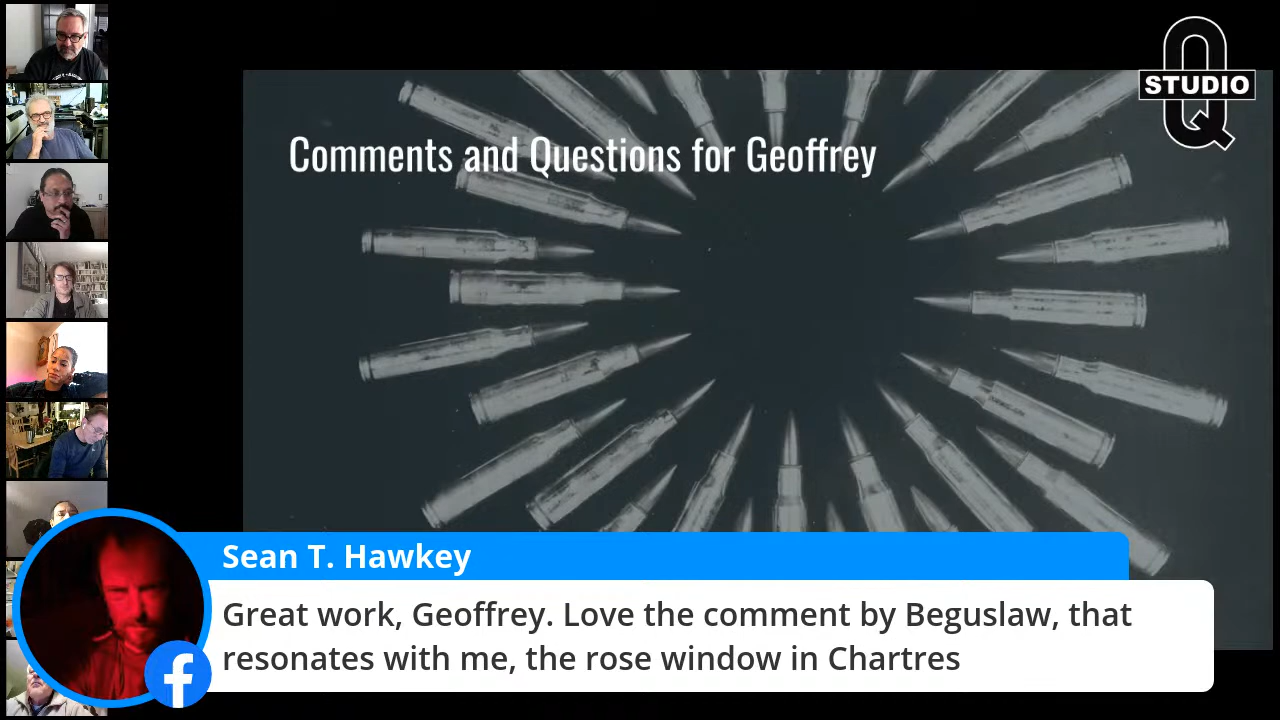 STUDIO
Q
Comments and Questions for Geoffrey
Sean T. Hawkey
Great work, Geoffrey. Love the comment by Beguslaw, that
resonates with me, the rose window in Chartres